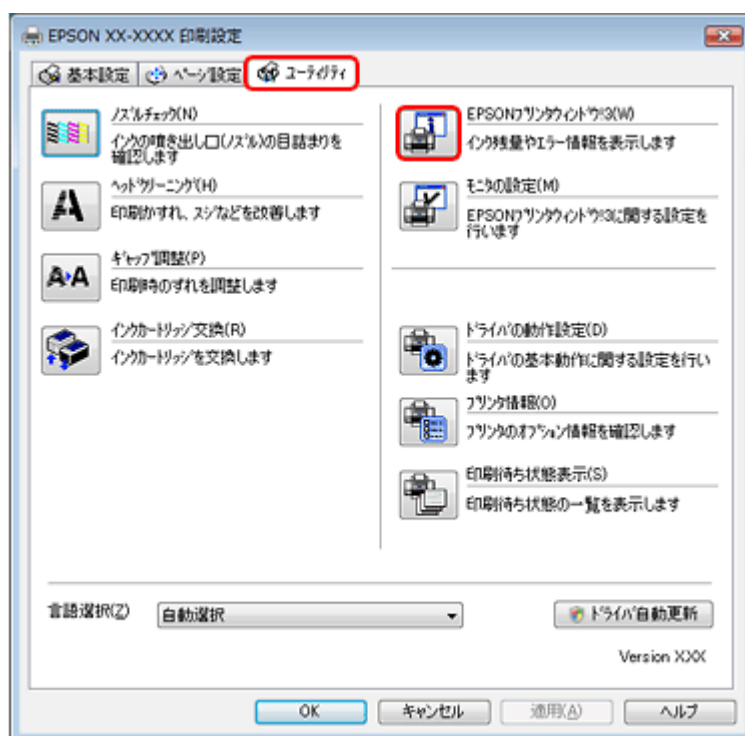 EPSON XX-XXXX 印刷設定
基本設定
ページ設定
ユーティリティ
ノズルチェック(N)
インクの噴き出し口(ノズル)の目詰まりを
確認します
ヘッドクリーニング(H)
印刷かすれ、スジなどを改善します
ギャップ調整(P)
印刷時のずれを調整します
インクカートリッジ交換(R)
インクカートリッジを交換します
EPSONプリンタウィンドウ!3(W)
インク残量やエラー情報を表示します
モニタの設定(M)
EPSONプリンタウィンドウ!3に関する設定を
行います
ドライバの動作設定(D)
ドライバの基本動作に関する設定を行い
ます
プリンタ情報(O)
プリンタのオプション情報を確認します
印刷待ち状態表示(S)
印刷待ち状態の一覧を表示します
言語選択(Z)
自動選択
ドライバ自動更新
Version XXX
OK
キャンセル
適用(A)
ヘルプ